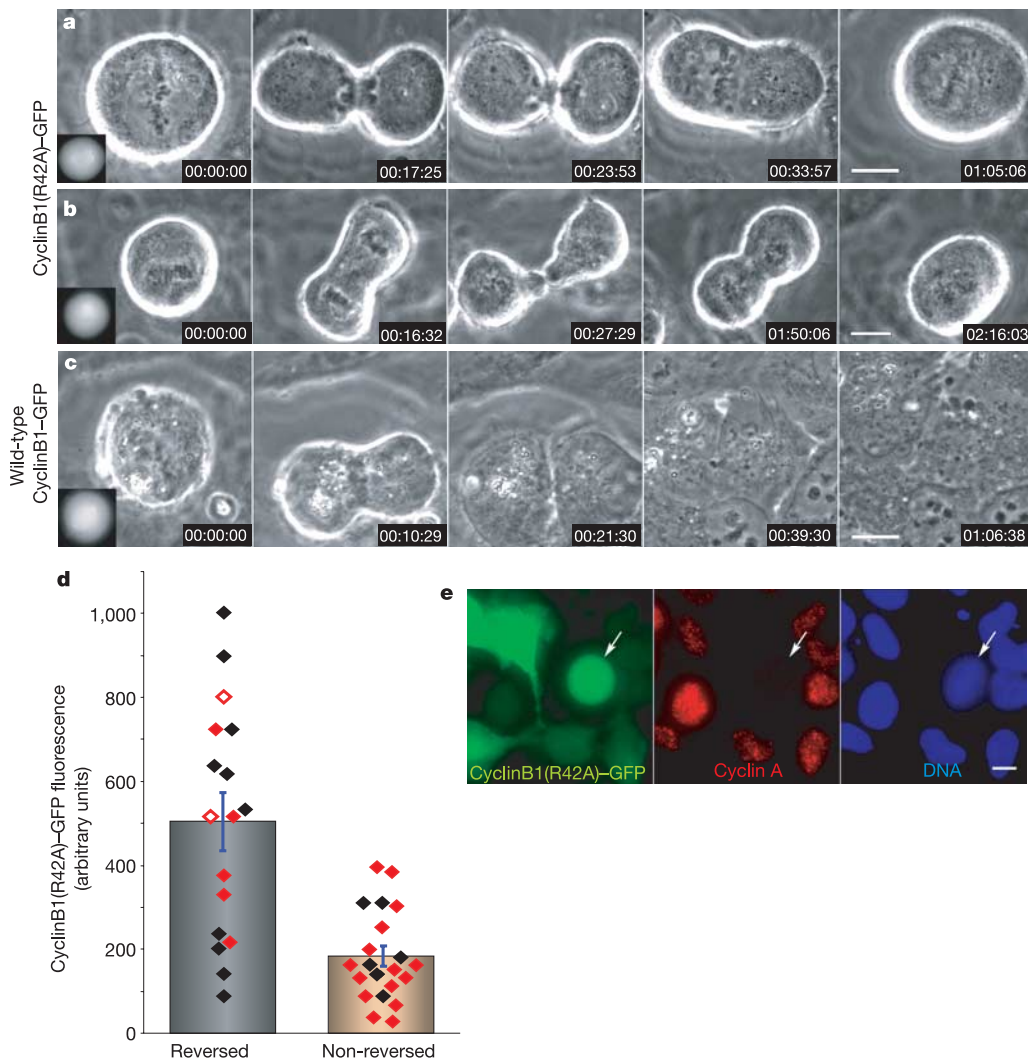 a
CyclinB1(R42A)–GFP
00:00:00
00:17:25
00:23:53
00:33:57
01:05:06
b
00:00:00
00:16:32
00:27:29
01:50:06
02:16:03
c
Wild-type
CyclinB1–GFP
00:00:00
00:10:29
00:21:30
00:39:30
01:06:38
d
CyclinB1(R42A)–GFP fluorescence
(arbitrary units)
1,000
800
600
400
200
0
Reversed
Non-reversed
e
CyclinB1(R42A)–GFP
Cyclin A
DNA